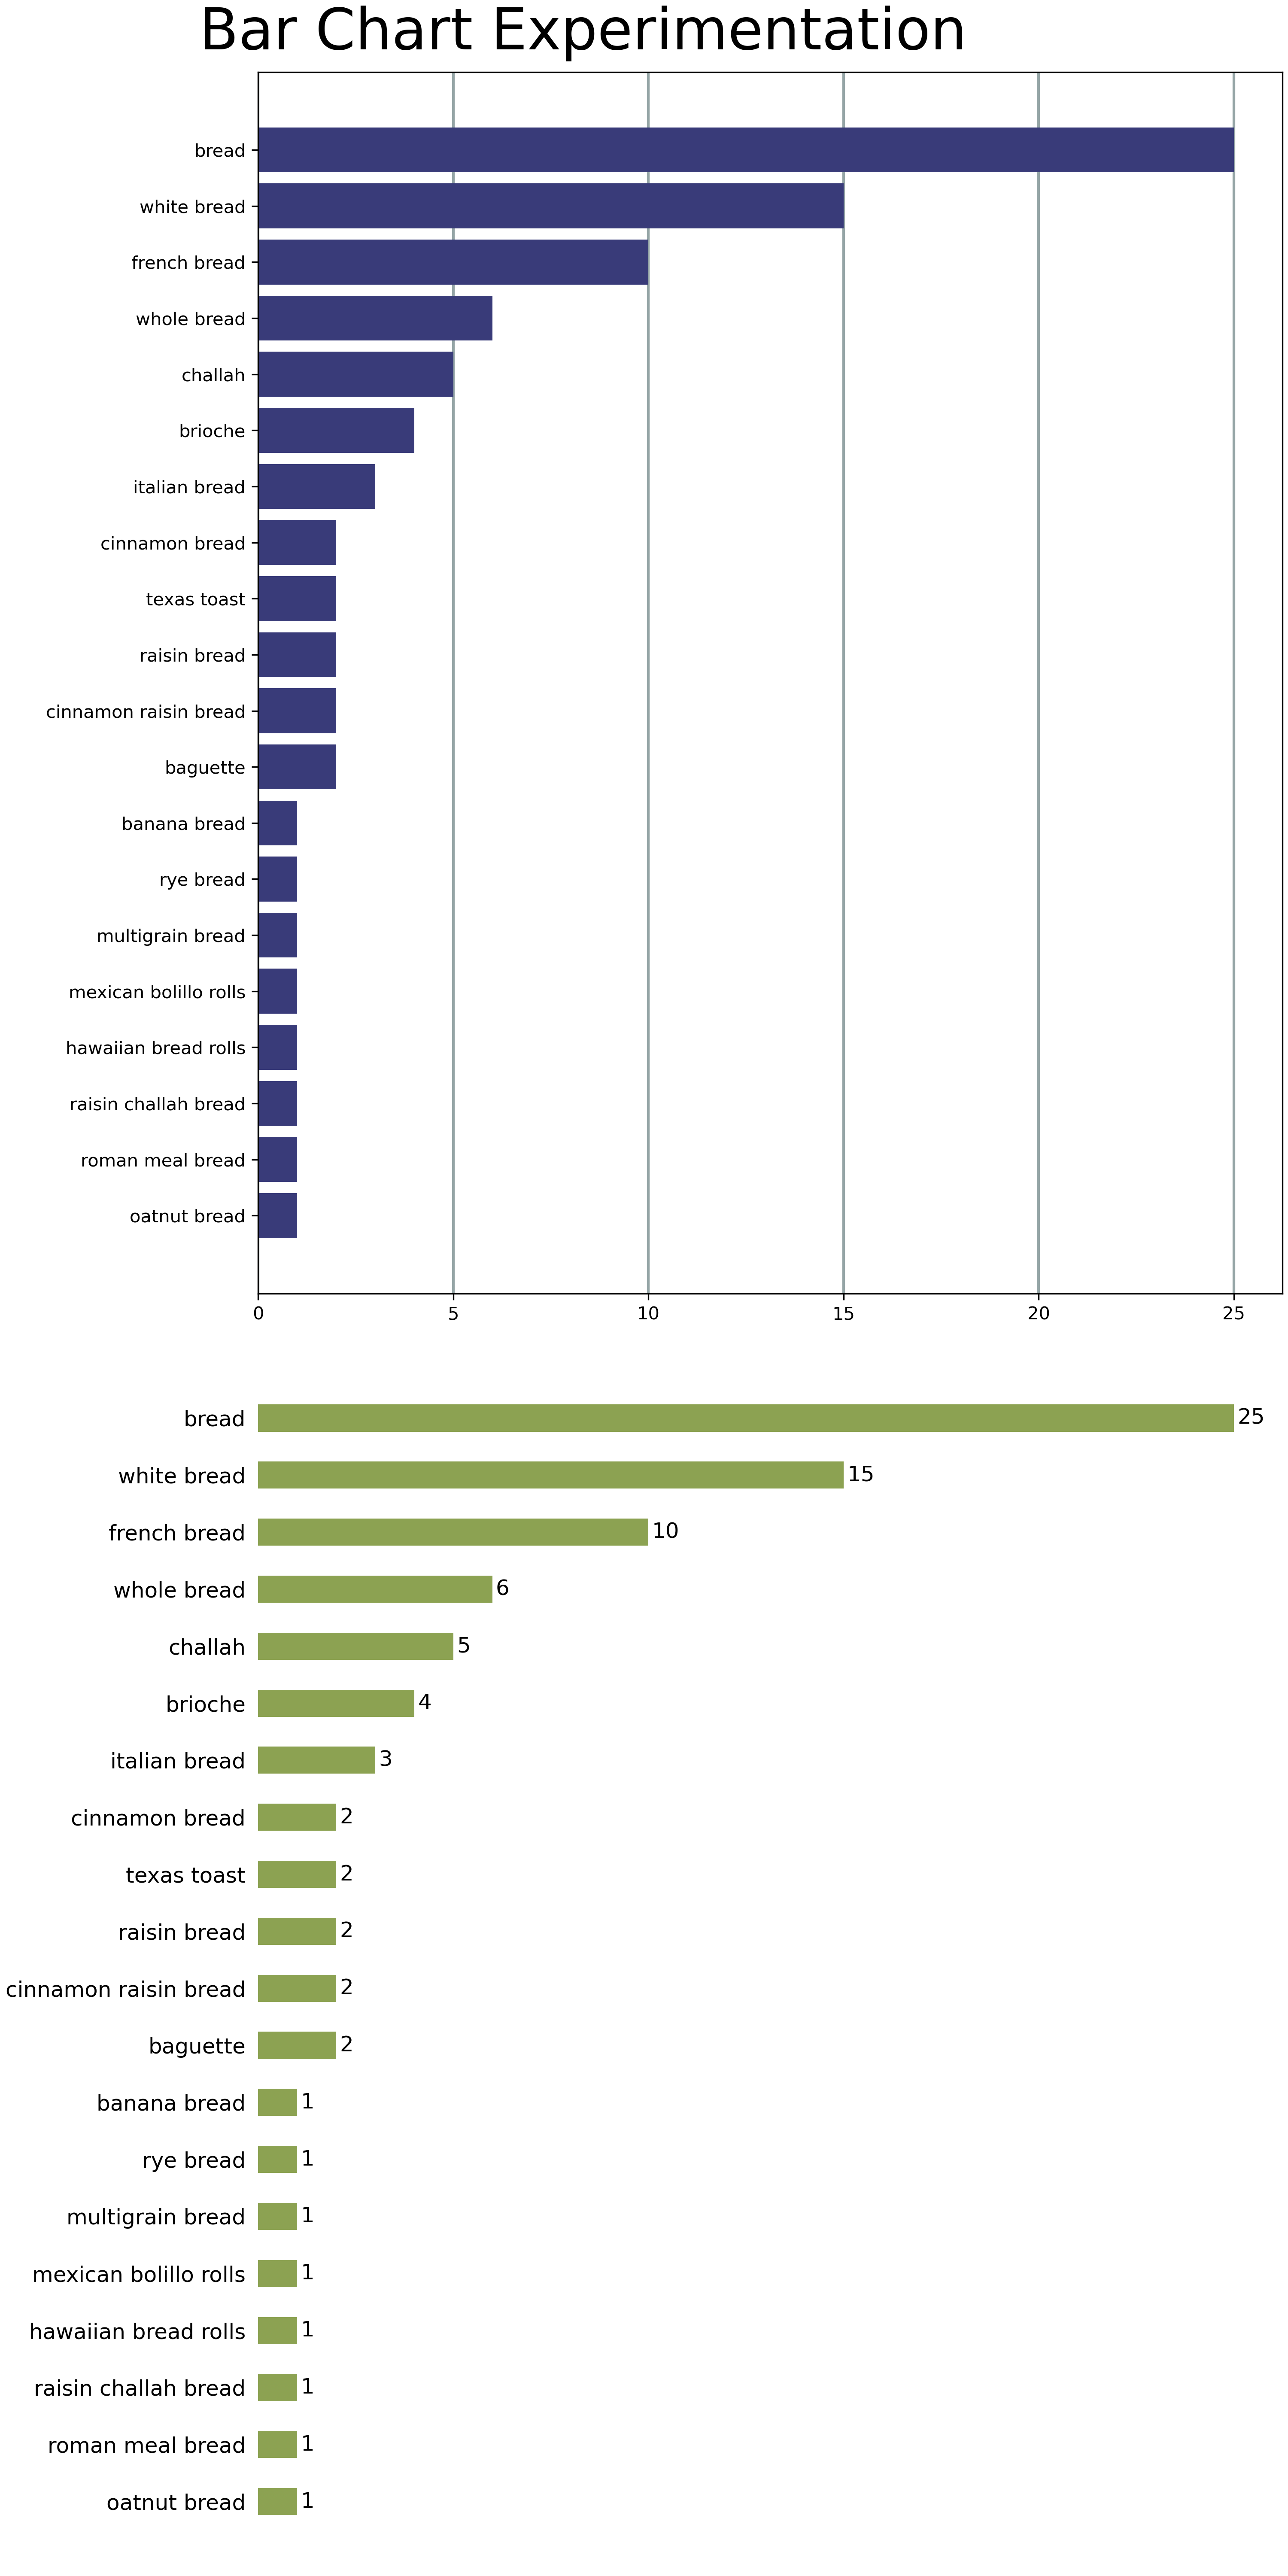 Bar Chart Experimentation
bread
white bread
french bread
whole bread
challah
brioche
italian bread
cinnamon bread
texas toast
raisin bread
cinnamon raisin bread
baguette
banana bread
rye bread
multigrain bread
mexican bolillo rolls
hawaiian bread rolls
raisin challah bread
roman meal bread
oatnut bread
0 5 10 15 20 25
bread 25
white bread 15
french bread 10
whole bread 6
challah 5
brioche 4
italian bread 3
cinnamon bread 2
texas toast 2
raisin bread 2
cinnamon raisin bread 2
baguette 2
banana bread 1
rye bread 1
multigrain bread 1
mexican bolillo rolls 1
hawaiian bread rolls 1
raisin challah bread 1
roman meal bread 1
oatnut bread 1